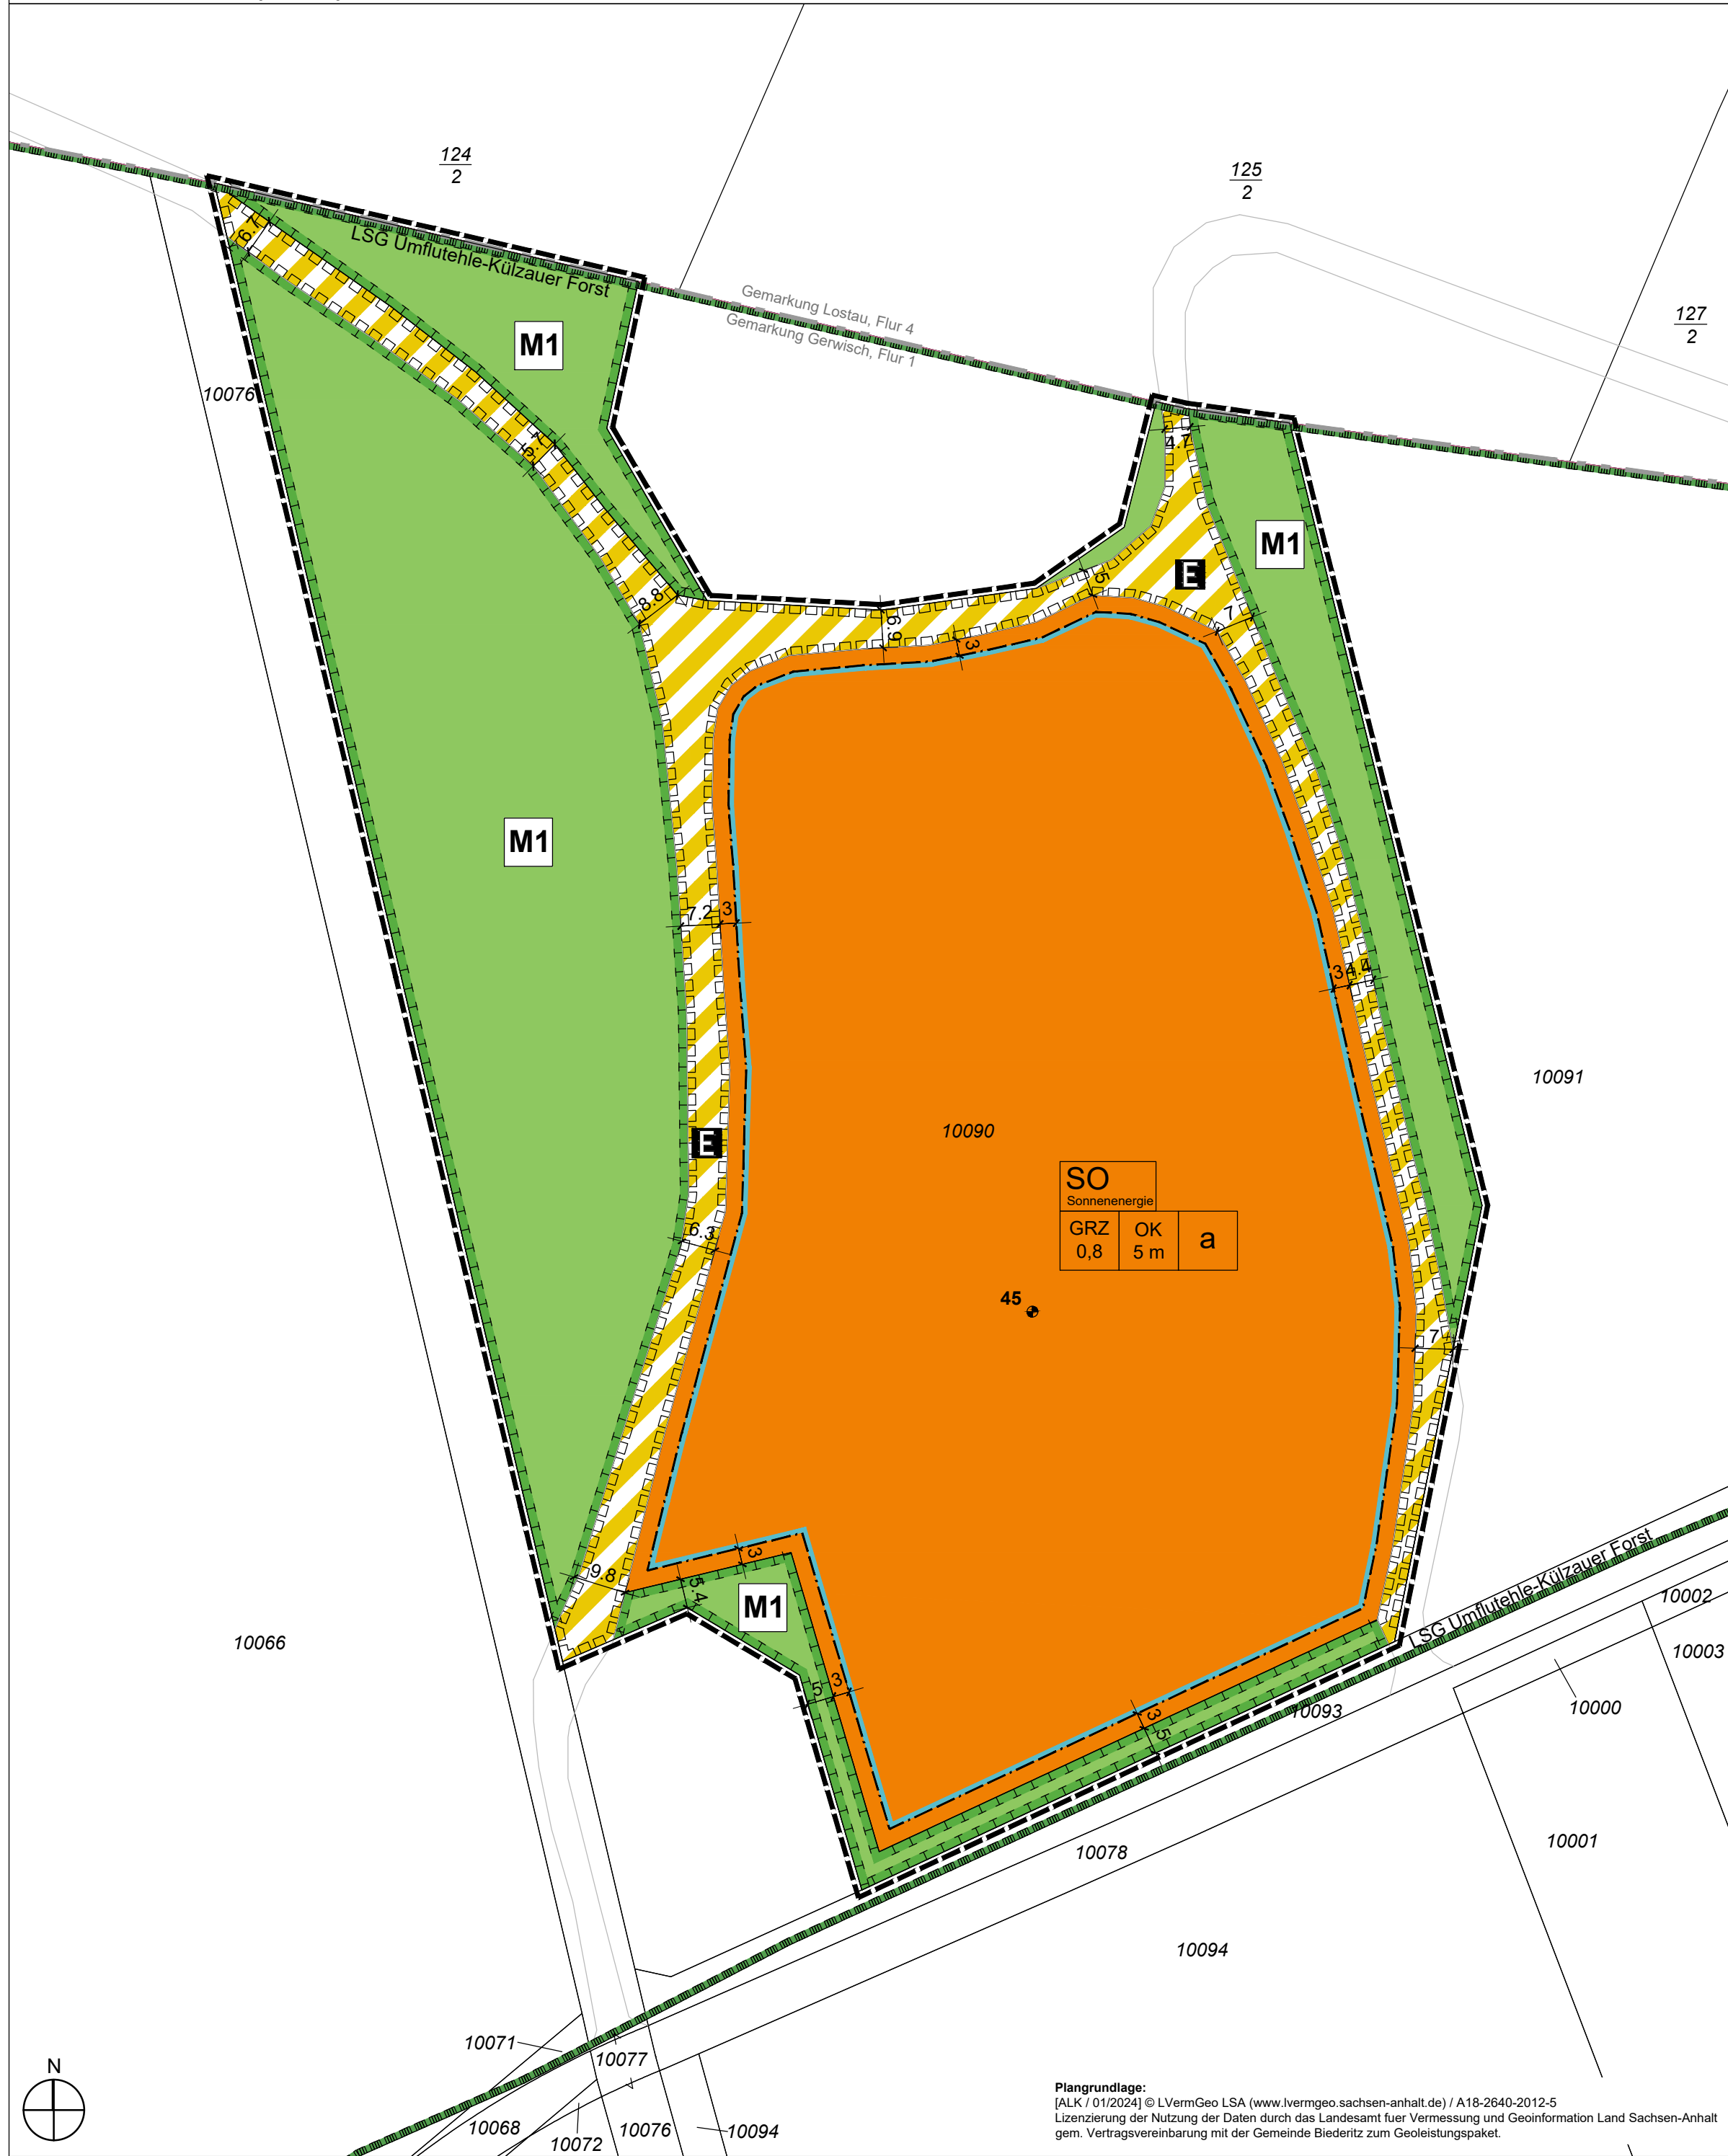 124
2
125
2
127
2
LSG Umflutehle-Külzauer Forst
Gemarkung Lostau, Flur 4
Gemarkung Gerwisch, Flur 1
M1
10076
4.7
M1
E
5
8.8
6.9
3
7
M1
7.2
3
3
4.4
10091
10090
E
SO
Sonnenenergie
GRZ
0,8
OK
5 m
a
6.3
45
7
3
9.8
5.4
M1
LSG Umflutehle-Külzauer Forst
10002
10066
10003
5
3
3
5
10093
10000
10078
10001
10094
10071
10077
N
10068
10072
10076
10094
Plangrundlage:
[ALK / 01/2024] © LVermGeo LSA (www.lvermgeo.sachsen-anhalt.de) / A18-2640-2012-5
Lizenzierung der Nutzung der Daten durch das Landesamt fuer Vermessung und Geoinformation Land Sachsen-Anhalt
gem. Vertragsvereinbarung mit der Gemeinde Biederitz zum Geoleistungspaket.